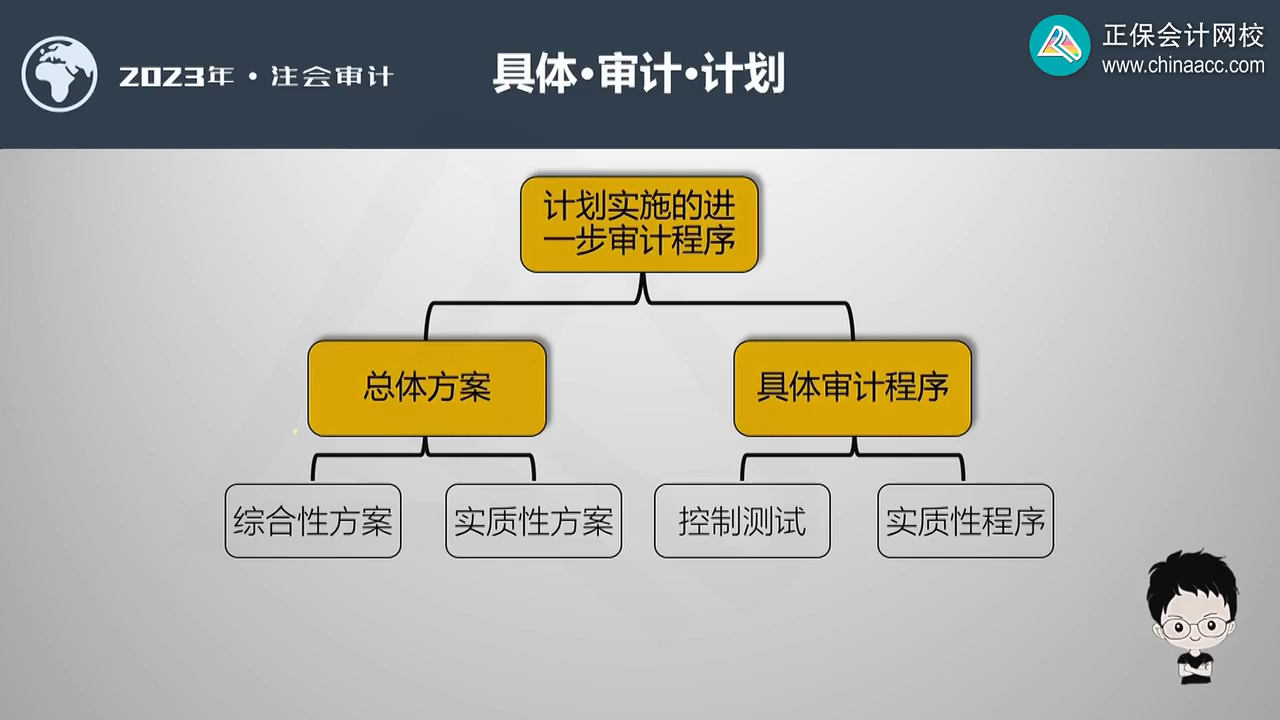 2023年·注会审计
具体·审计·计划
正保会计网校
www.chinaacc.com
计划实施的进
一步审计程序
总体方案
具体审计程序
综合性方案
实质性方案
控制测试
实质性程序